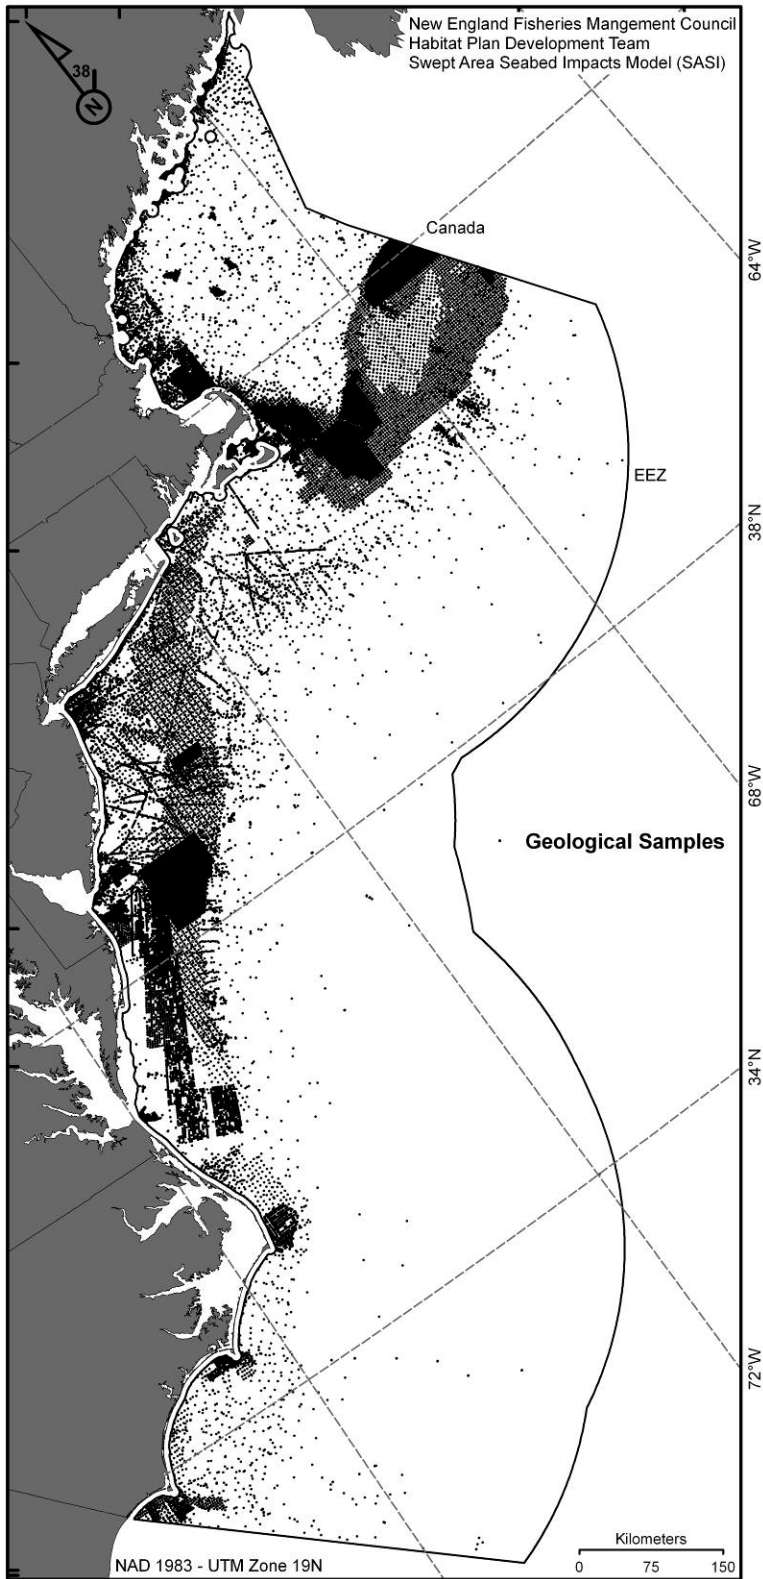 New England Fisheries Mangement Council
Habitat Plan Development Team
Swept Area Seabed Impacts Model (SASI)
38
N
Canada
64°W
EEZ
38°N
68°W
Geological Samples
34°N
72°W
Kilometers
0 75 150
NAD 1983 - UTM Zone 19N